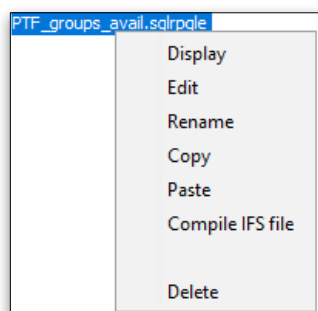 PTF_groups_avail.sqlrpgle
Display
Edit
Rename
Copy
Paste
Compile IFS file
Delete